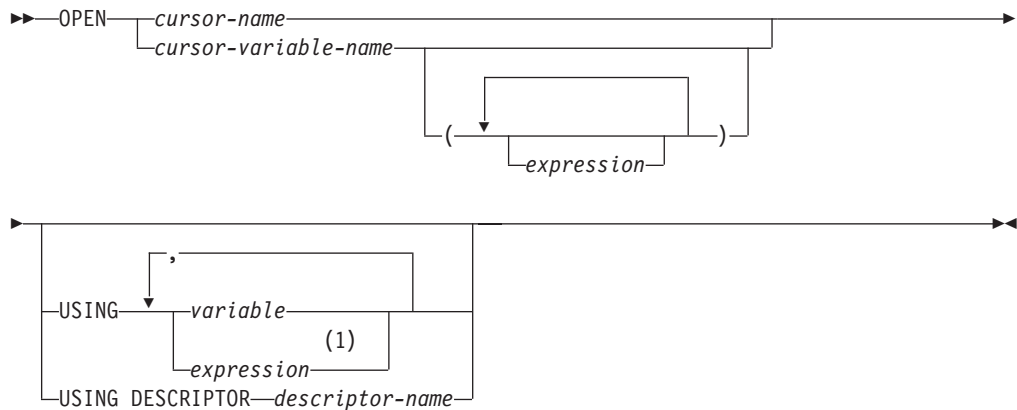 OPEN cursor-name
cursor-variable-name
( )
expression
,
USING variable
(1)
expression
USING DESCRIPTOR descriptor-name